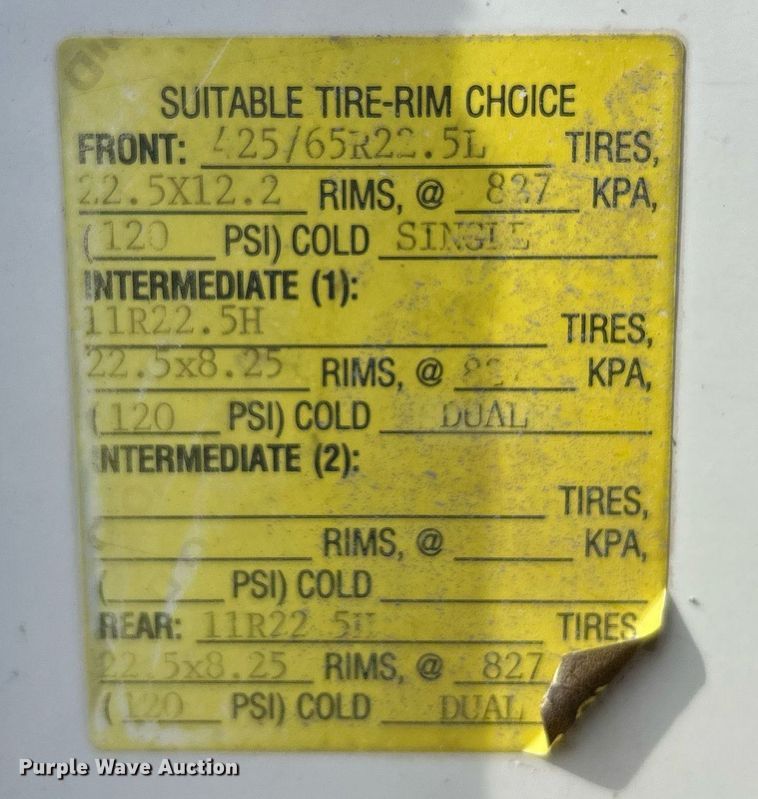 SUITABLE TIRE-RIM CHOICE
FRONT: 425/65R22.5L TIRES,
22.5X12.2 RIMS, @ 827 KPA,
(120 PSI) COLD SINGLE
INTERMEDIATE (1):
11R22.5H TIRES,
22.5x8.25 RIMS, @ 827 KPA,
(120 PSI) COLD DUAL
INTERMEDIATE (2):
TIRES,
RIMS, @ KPA,
( PSI) COLD
REAR: 11R22.5H TIRES
22.5x8.25 RIMS, @ 827
(120 PSI) COLD DUAL
Purple Wave Auction